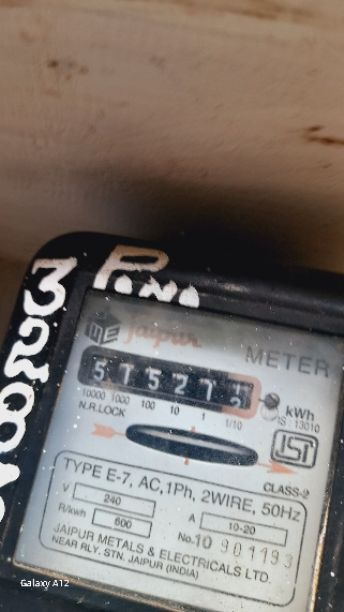 P.N.
Jaipur
METER
5 7 5 2 7
10000 1000 100 10 1 1/10
kWh
IS : 13010
N.R.LOCK
ISI
CLASS-2
TYPE E-7, AC,1Ph, 2WIRE, 50Hz
V 240 A 10-20
R/kwh 600 No.10 901193
JAIPUR METALS & ELECTRICALS LTD.
NEAR RLY. STN. JAIPUR (INDIA)
Galaxy A12